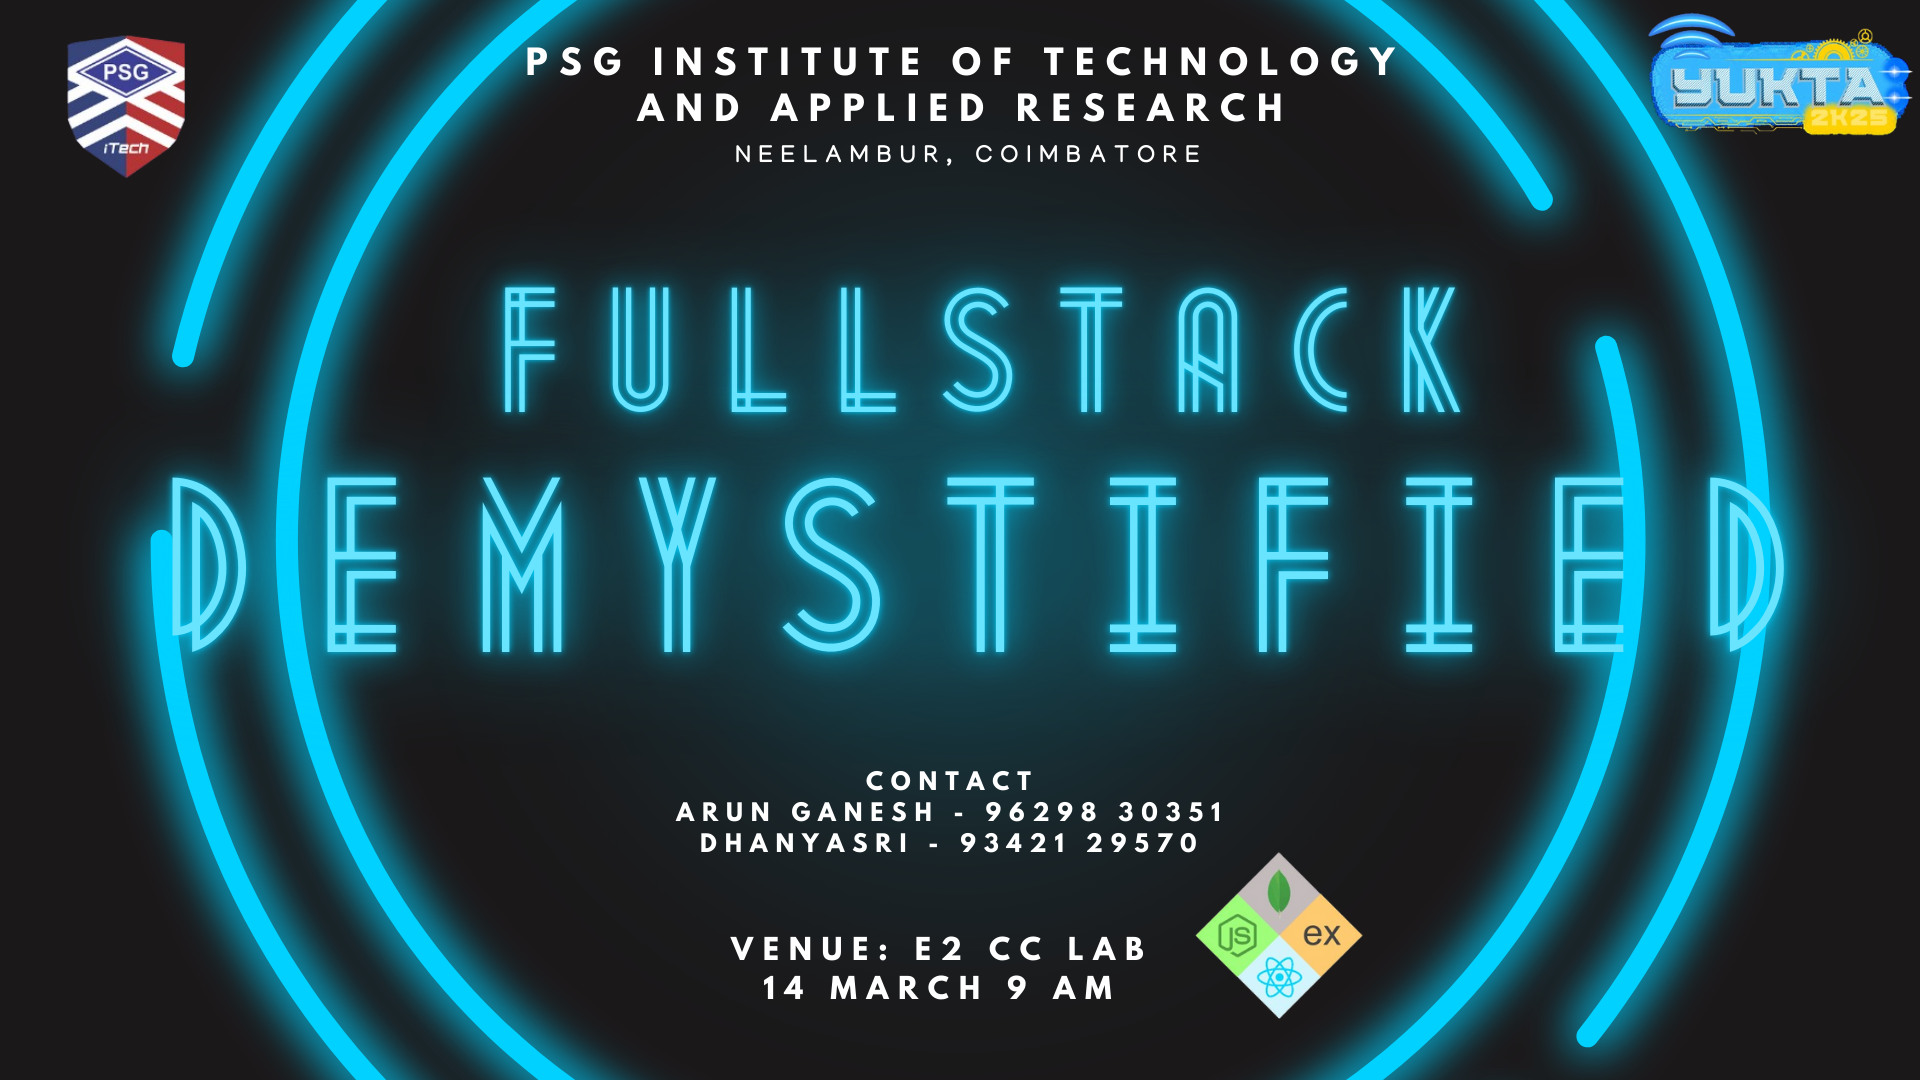 PSG
iTech
PSG INSTITUTE OF TECHNOLOGY
AND APPLIED RESEARCH
NEELAMBUR, COIMBATORE
YUKTA
2K25
FULLSTACK
DEMYSTIFIED
CONTACT
ARUN GANESH - 96298 30351
DHANYASRI - 93421 29570
JS
ex
VENUE: E2 CC LAB
14 MARCH 9 AM